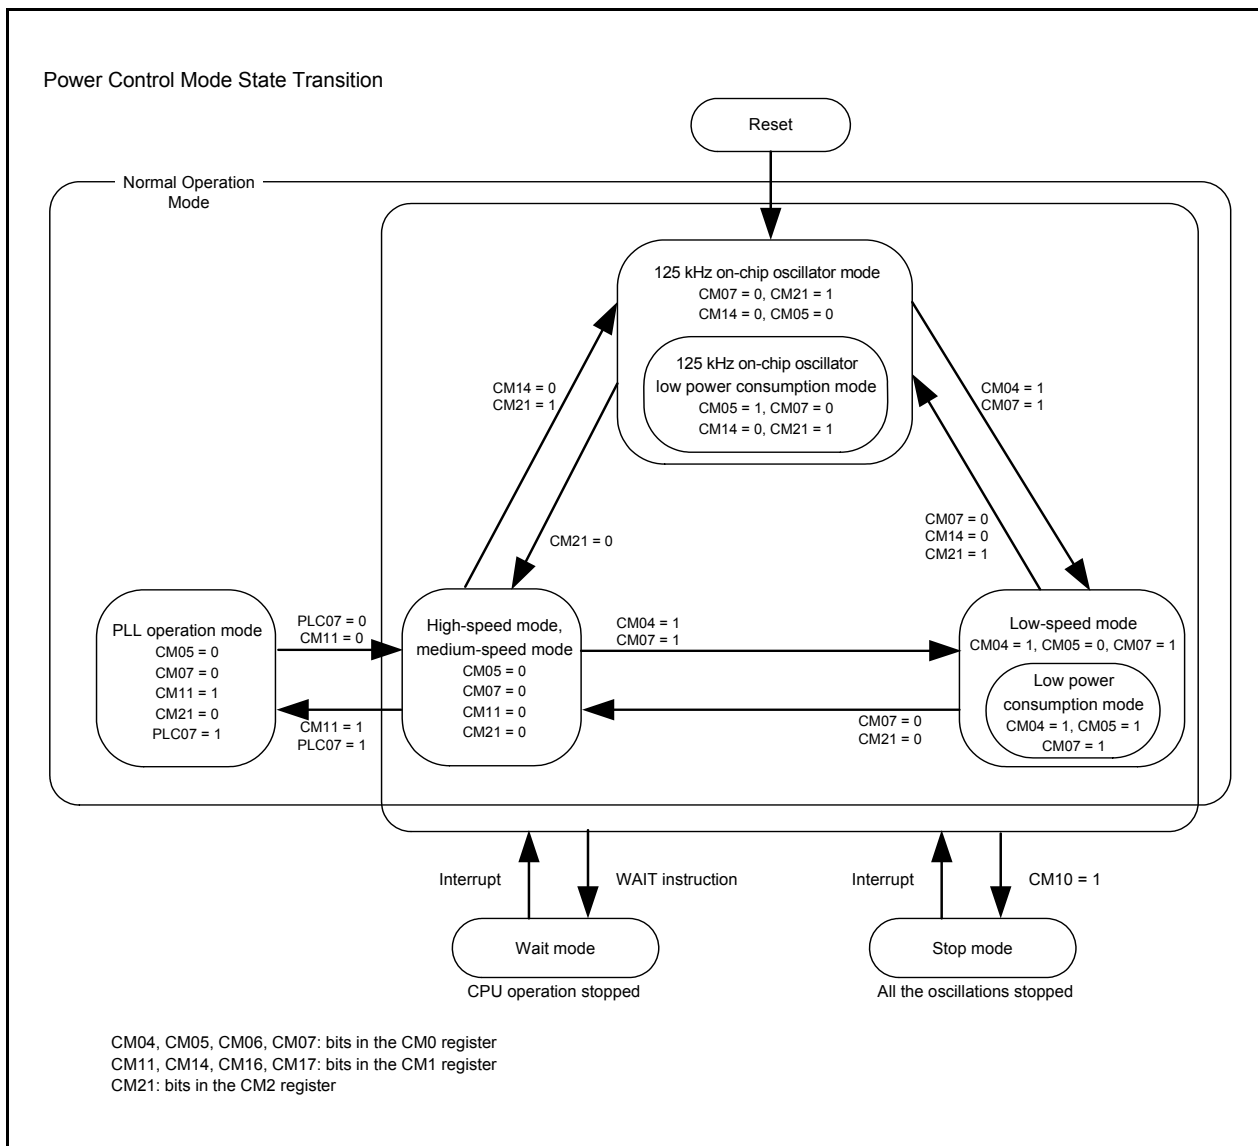 Power Control Mode State Transition
Reset
Normal Operation
Mode
125 kHz on-chip oscillator mode
CM07 = 0, CM21 = 1
CM14 = 0, CM05 = 0
125 kHz on-chip oscillator
low power consumption mode
CM05 = 1, CM07 = 0
CM14 = 0, CM21 = 1
CM14 = 0
CM21 = 1
CM04 = 1
CM07 = 1
CM21 = 0
CM07 = 0
CM14 = 0
CM21 = 1
PLL operation mode
CM05 = 0
CM07 = 0
CM11 = 1
CM21 = 0
PLC07 = 1
PLC07 = 0
CM11 = 0
CM11 = 1
PLC07 = 1
High-speed mode,
medium-speed mode
CM05 = 0
CM07 = 0
CM11 = 0
CM21 = 0
CM04 = 1
CM07 = 1
CM07 = 0
CM21 = 0
Low-speed mode
CM04 = 1, CM05 = 0, CM07 = 1
Low power
consumption mode
CM04 = 1, CM05 = 1
CM07 = 1
Interrupt
WAIT instruction
Interrupt
CM10 = 1
Wait mode
CPU operation stopped
Stop mode
All the oscillations stopped
CM04, CM05, CM06, CM07: bits in the CM0 register
CM11, CM14, CM16, CM17: bits in the CM1 register
CM21: bits in the CM2 register